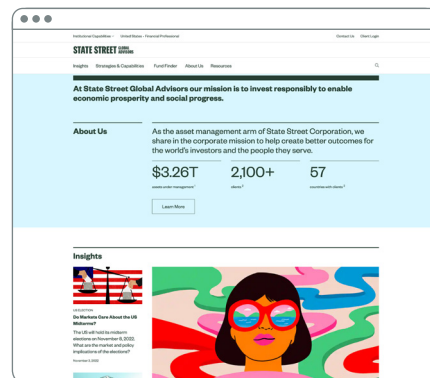 Institutional Capabilities
United States - Financial Professional
Contact Us
Client Login
STATE STREET GLOBAL ADVISORS
Insights
Strategies & Capabilities
Fund Finder
About Us
Resources
At State Street Global Advisors our mission is to invest responsibly to enable
economic prosperity and social progress.
About Us
As the asset management arm of State Street Corporation, we
share in the corporate mission to help create better outcomes for
the world's investors and the people they serve.
$3.26T
2,100+
57
assets under management
clients
countries with clients
Learn More
Insights
US ELECTION
Do Markets Care About the US
Midterms?
The US will hold its midterm
elections on November 8, 2022.
What are the market and policy
implications of the elections?
November 2, 2022